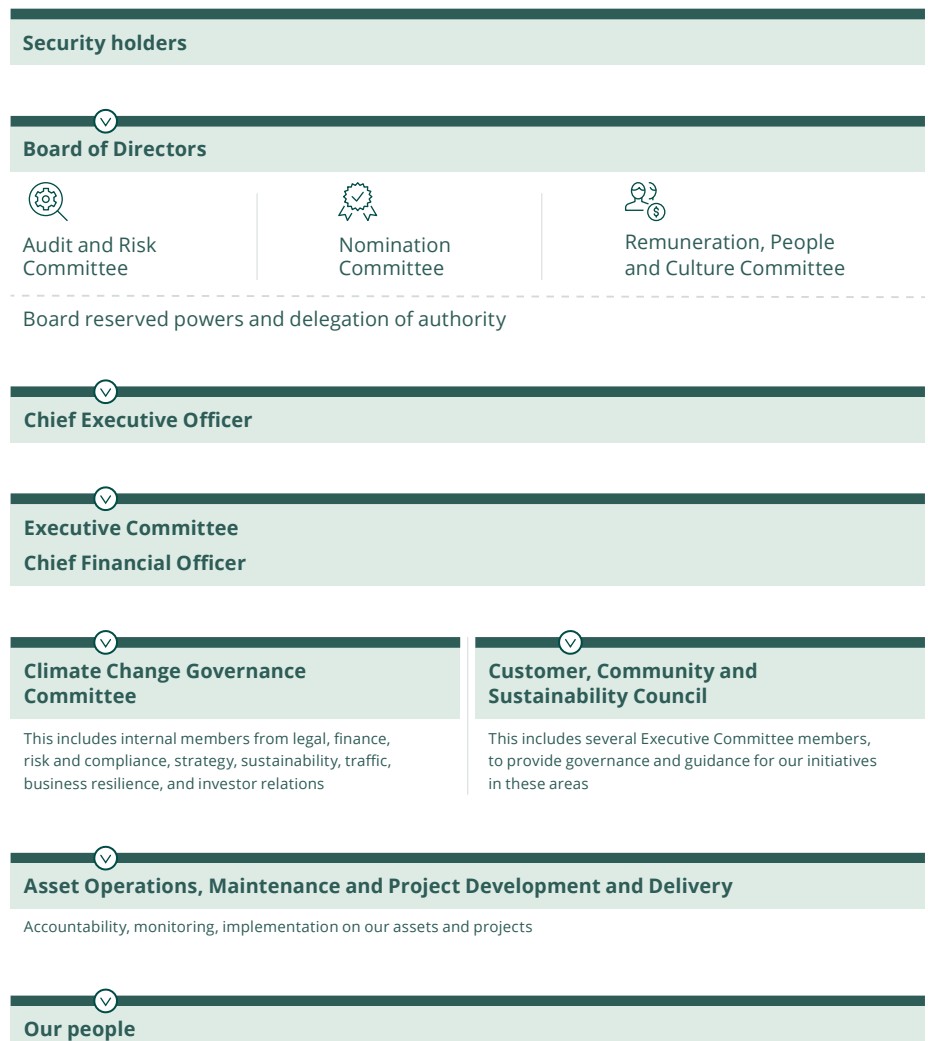 Security holders
Board of Directors
Audit and Risk
Committee
Nomination
Committee
Remuneration, People
and Culture Committee
Board reserved powers and delegation of authority
Chief Executive Officer
Executive Committee
Chief Financial Officer
Climate Change Governance
Committee
This includes internal members from legal, finance,
risk and compliance, strategy, sustainability, traffic,
business resilience, and investor relations
Customer, Community and
Sustainability Council
This includes several Executive Committee members,
to provide governance and guidance for our initiatives
in these areas
Asset Operations, Maintenance and Project Development and Delivery
Accountability, monitoring, implementation on our assets and projects
Our people